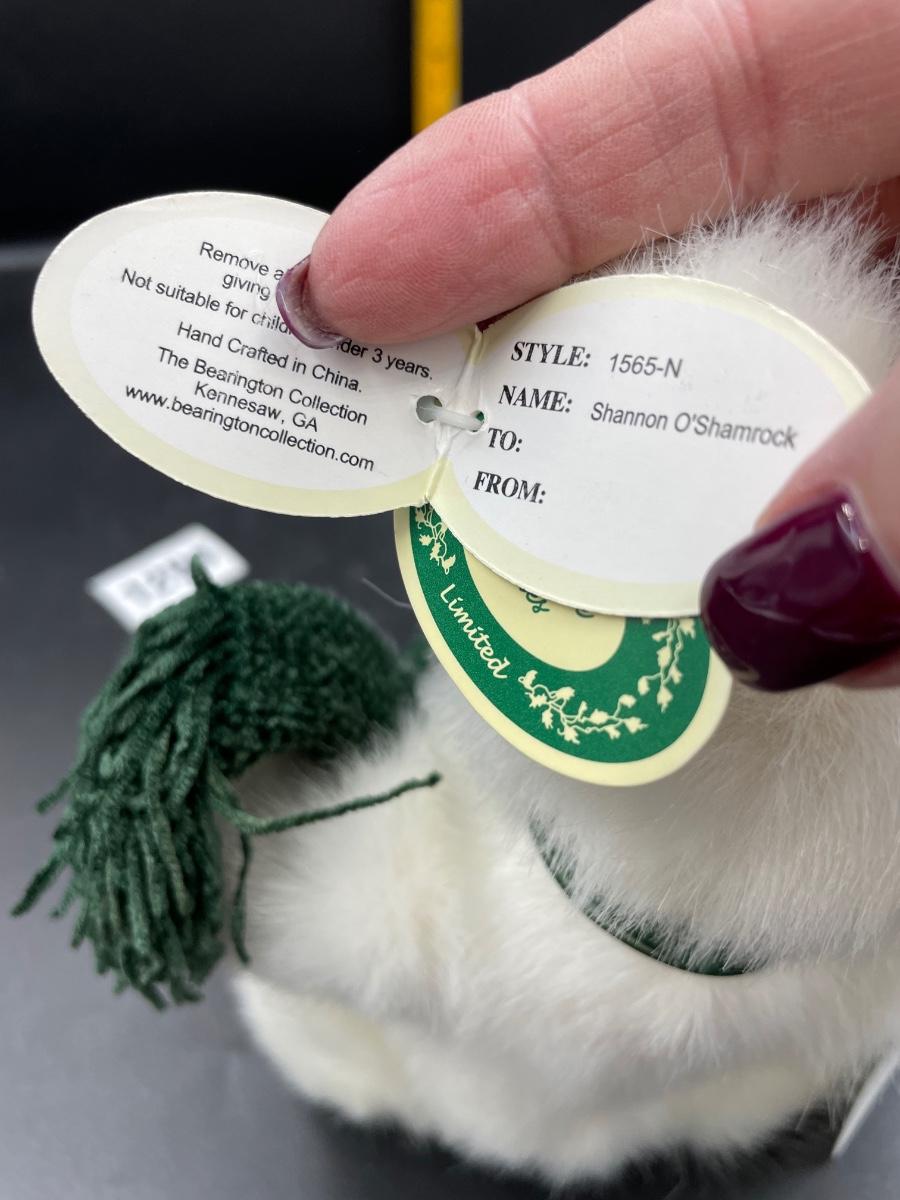 Remove a
giving
Not suitable for child der 3 years.
Hand Crafted in China.
The Bearington Collection
Kennesaw, GA
www.bearingtoncollection.com
STYLE: 1565-N
NAME: Shannon O'Shamrock
TO:
FROM:
Limited